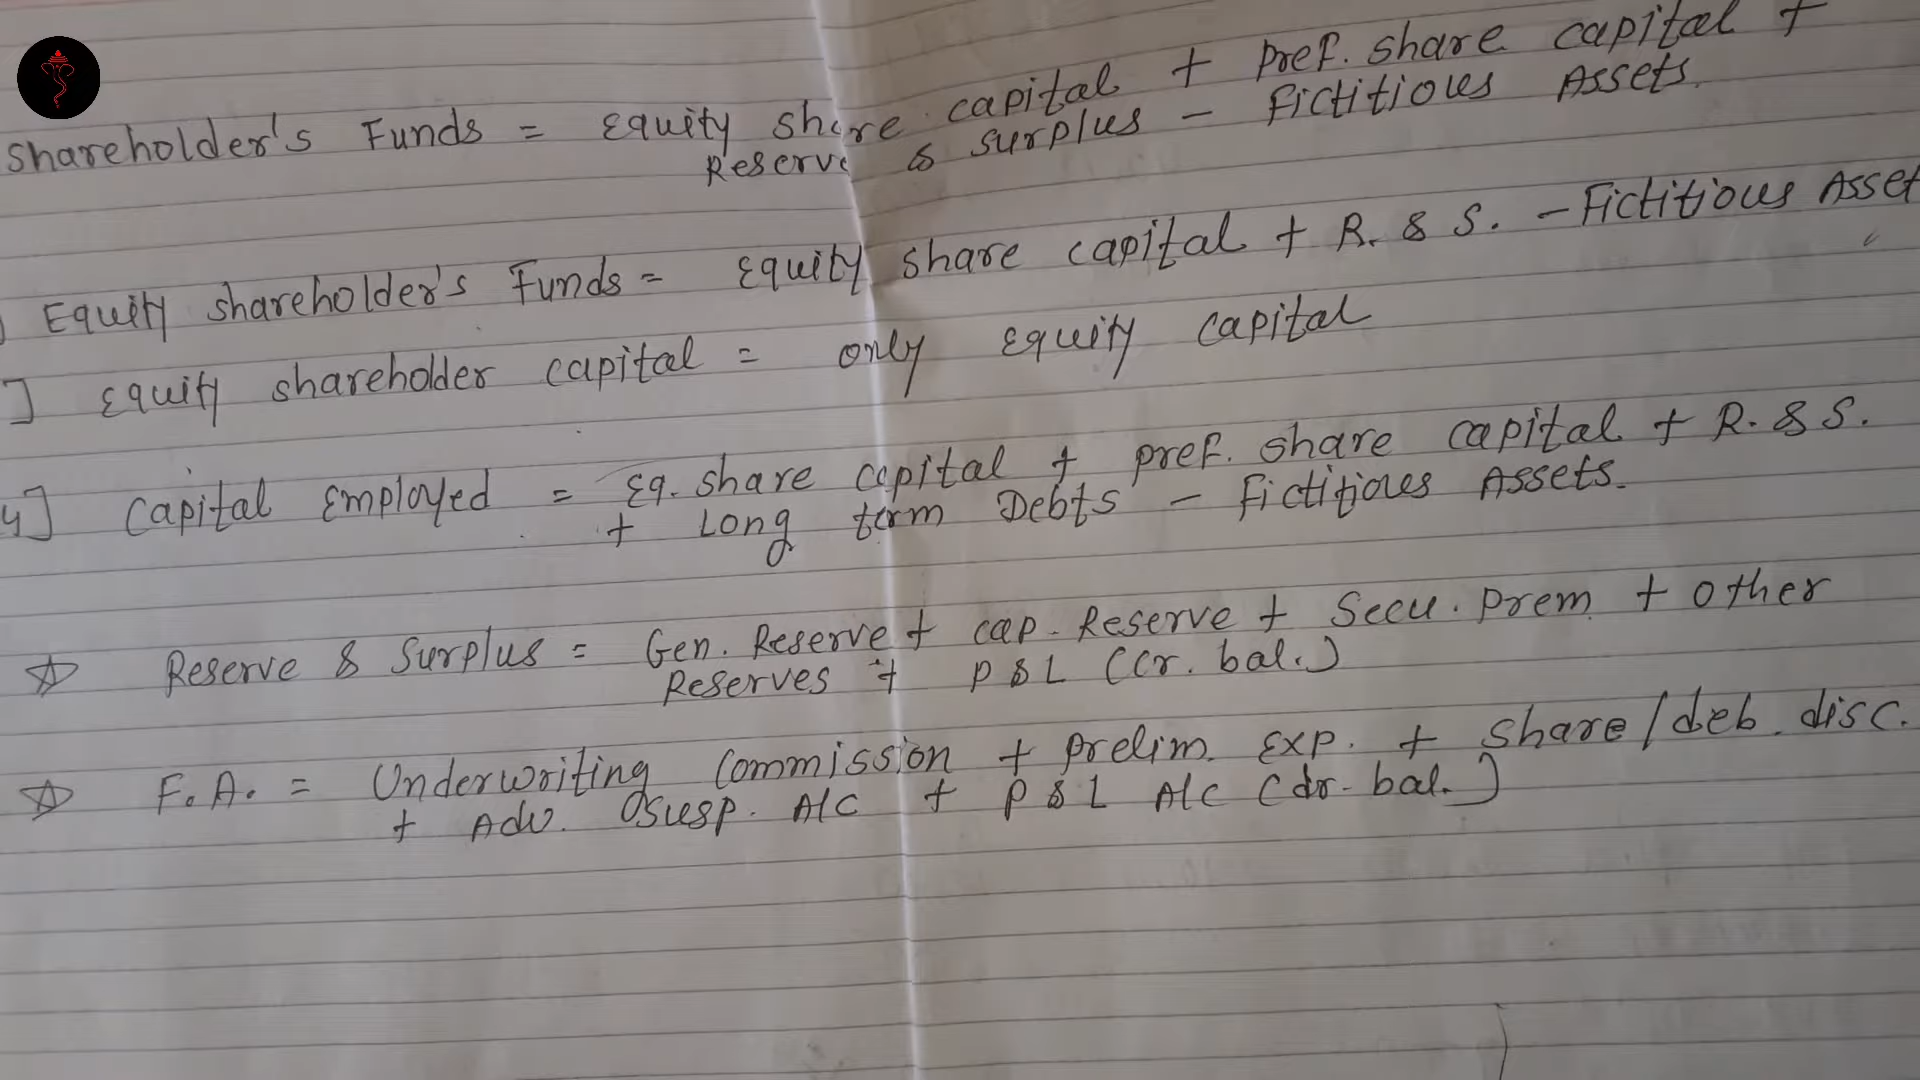 Shareholder's Funds = Equity share capital + Pref. share capital +
Reserve & Surplus - Fictitious Assets.
Equity shareholder's Funds = Equity share capital + R. & S. - Fictitious Asset
] Equity shareholder capital = only equity capital
4] Capital Employed = Eq. share capital + pref. share capital + R. & S.
+ Long term Debts - Fictitious Assets.
☆ Reserve & Surplus = Gen. Reserve + cap. Reserve + Secu. Prem. + other
Reserves + P & L (cr. bal.)
☆ F.A. = Underwriting Commission + prelim. Exp. + share/deb. disc.
+ Adv. Susp. A/C + P & L A/C (dr. bal.)